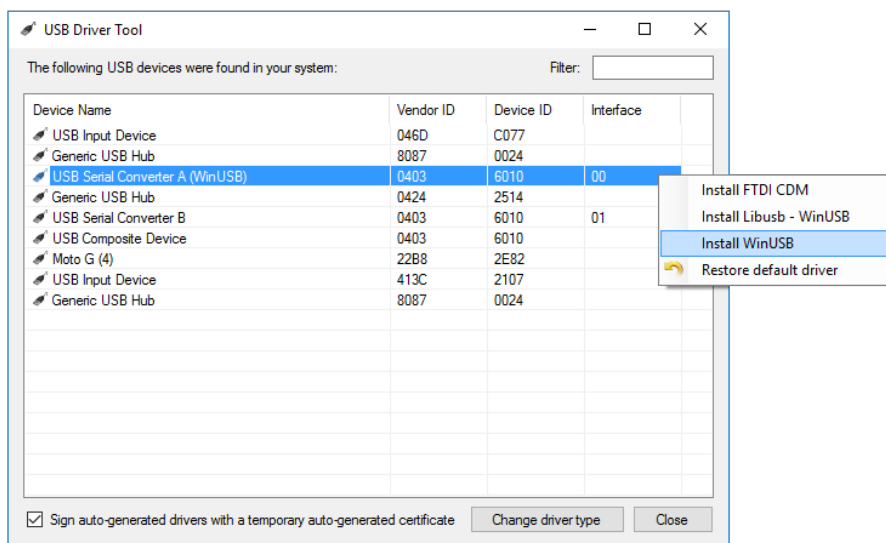 USB Driver Tool
The following USB devices were found in your system: Filter:
Device Name Vendor ID Device ID Interface
USB Input Device 046D C077
Generic USB Hub 8087 0024
USB Serial Converter A (WinUSB) 0403 6010 00
Generic USB Hub 0424 2514
USB Serial Converter B 0403 6010 01
USB Composite Device 0403 6010
Moto G (4) 22B8 2E82
USB Input Device 413C 2107
Generic USB Hub 8087 0024
Install FTDI CDM
Install Libusb - WinUSB
Install WinUSB
Restore default driver
Sign auto-generated drivers with a temporary auto-generated certificate Change driver type Close